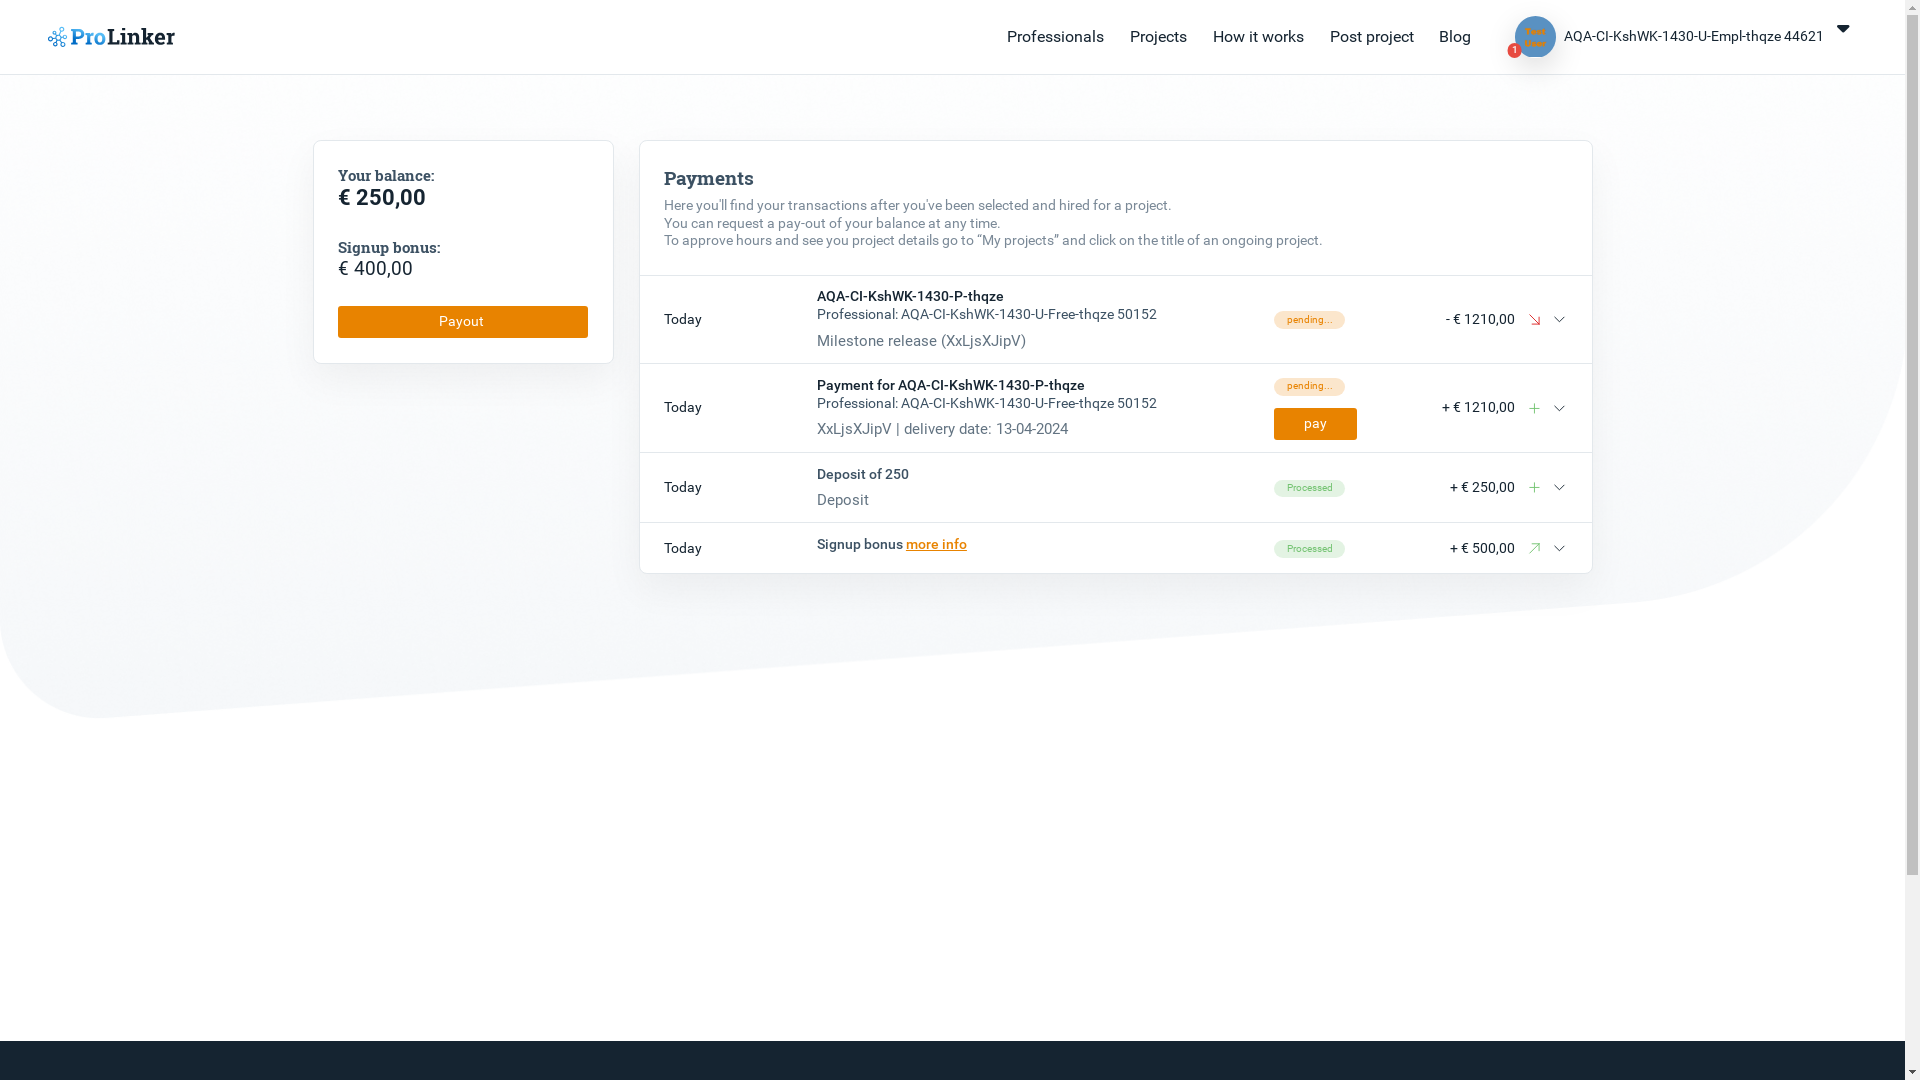 ProLinker
Professionals
Projects
How it works
Post project
Blog
Test
User
1
AQA-CI-KshWK-1430-U-Empl-thqze 44621
Your balance:
€ 250,00
Signup bonus:
€ 400,00
Payout
Payments
Here you'll find your transactions after you've been selected and hired for a project.
You can request a pay-out of your balance at any time.
To approve hours and see you project details go to “My projects” and click on the title of an ongoing project.
Today
AQA-CI-KshWK-1430-P-thqze
Professional: AQA-CI-KshWK-1430-U-Free-thqze 50152
Milestone release (XxLjsXJipV)
pending...
- € 1210,00
Today
Payment for AQA-CI-KshWK-1430-P-thqze
Professional: AQA-CI-KshWK-1430-U-Free-thqze 50152
XxLjsXJipV | delivery date: 13-04-2024
pending...
pay
+ € 1210,00
Today
Deposit of 250
Deposit
Processed
+ € 250,00
Today
Signup bonus more info
Processed
+ € 500,00